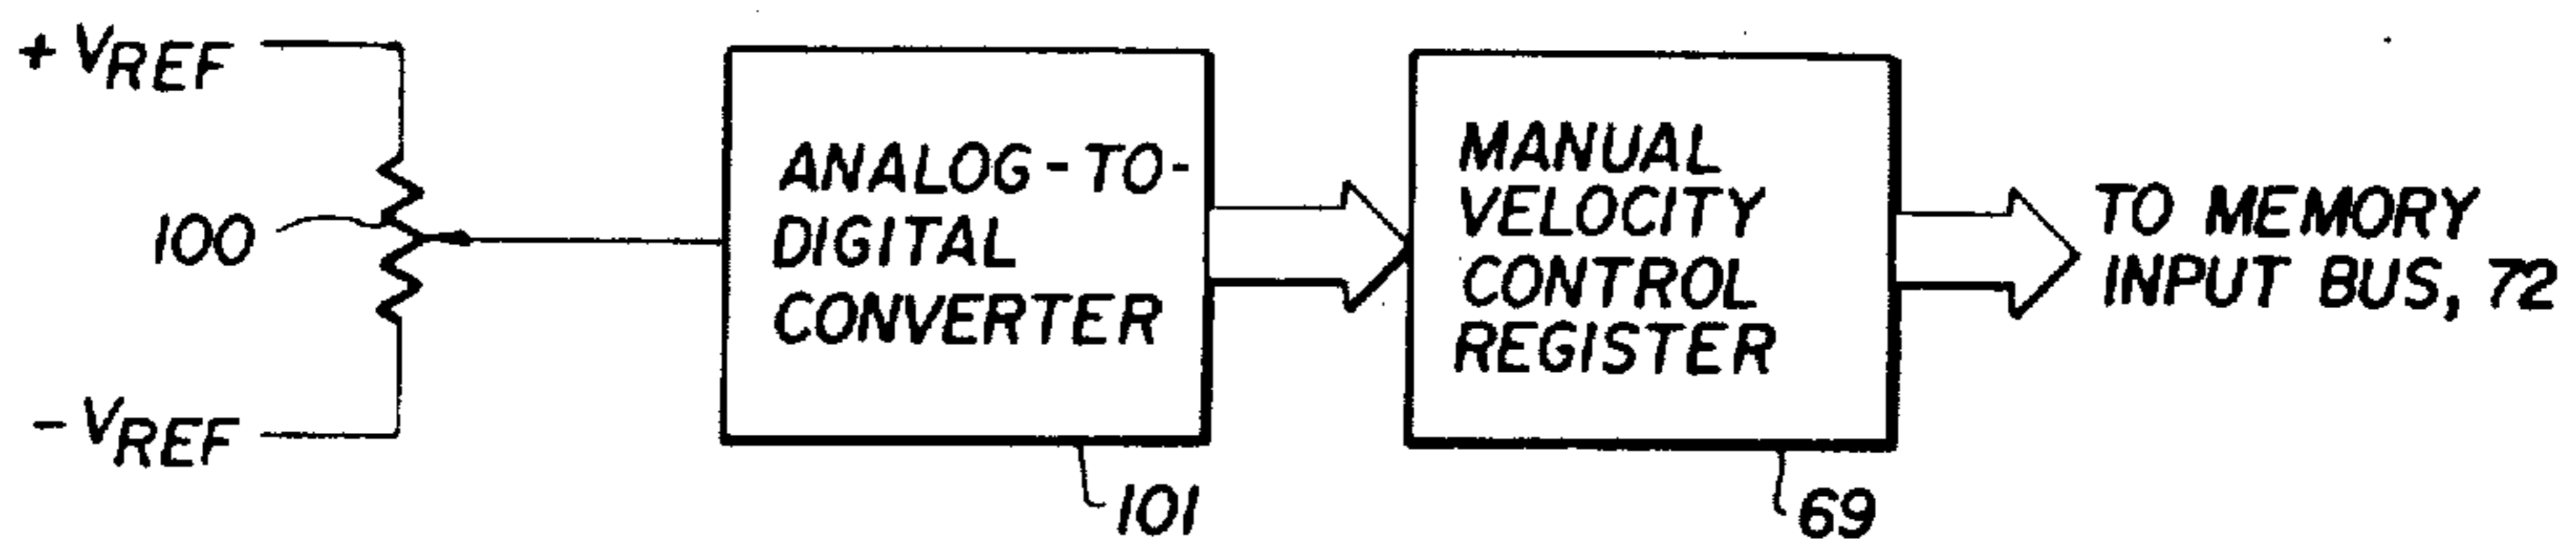 + VREF
100
- VREF
ANALOG-TO-
DIGITAL
CONVERTER
101
MANUAL
VELOCITY
CONTROL
REGISTER
69
TO MEMORY
INPUT BUS, 72